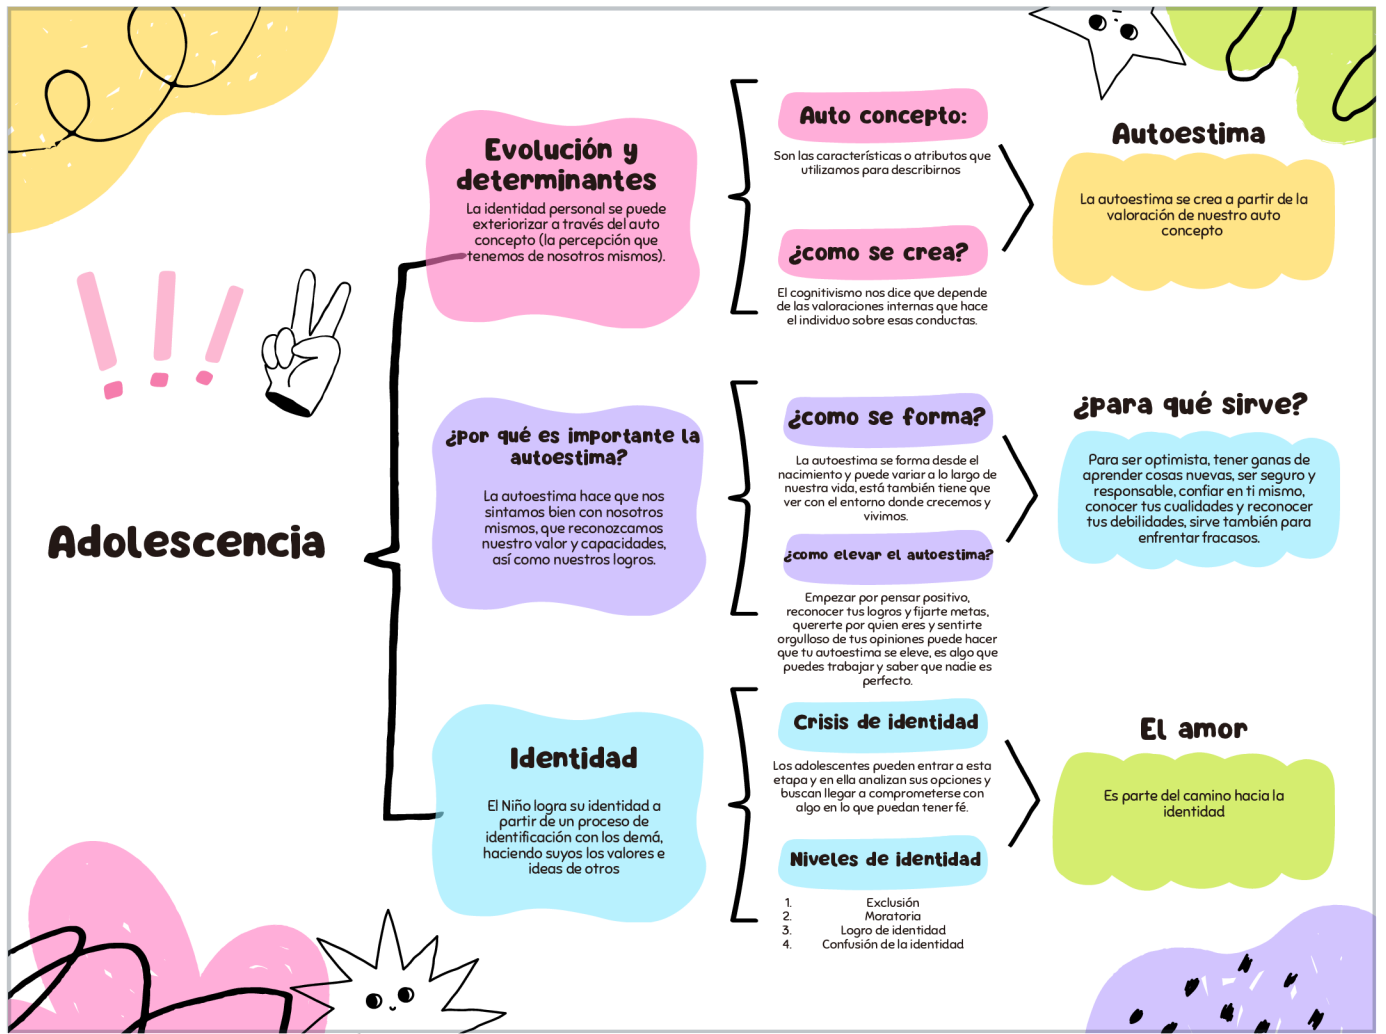 Adolescencia
Evolución y
determinantes
La identidad personal se puede
exteriorizar a través del auto
concepto (la percepción que
tenemos de nosotros mismos).
Auto concepto:
Son las características o atributos que
utilizamos para describirnos
¿como se crea?
El cognitivismo nos dice que depende
de las valoraciones internas que hace
el individuo sobre esas conductas.
Autoestima
La autoestima se crea a partir de la
valoración de nuestro auto
concepto
¿por qué es importante la
autoestima?
La autoestima hace que nos
sintamos bien con nosotros
mismos, que reconozcamos
nuestro valor y capacidades,
así como nuestros logros.
¿como se forma?
La autoestima se forma desde el
nacimiento y puede variar a lo largo de
nuestra vida, está también tiene que
ver con el entorno donde crecemos y
vivimos.
¿como elevar el autoestima?
Empezar por pensar positivo,
reconocer tus logros y fijarte metas,
quererte por quien eres y sentirte
orgulloso de tus opiniones puede hacer
que tu autoestima se eleve, es algo que
puedes trabajar y saber que nadie es
perfecto.
¿para qué sirve?
Para ser optimista, tener ganas de
aprender cosas nuevas, ser seguro y
responsable, confiar en ti mismo,
conocer tus cualidades y reconocer
tus debilidades, sirve también para
enfrentar fracasos.
Identidad
El Niño logra su identidad a
partir de un proceso de
identificación con los demá,
haciendo suyos los valores e
ideas de otros
Crisis de identidad
Los adolescentes pueden entrar a esta
etapa y en ella analizan sus opciones y
buscan llegar a comprometerse con
algo en lo que puedan tener fé.
Niveles de identidad
1. Exclusión
2. Moratoria
3. Logro de identidad
4. Confusión de la identidad
El amor
Es parte del camino hacia la
identidad